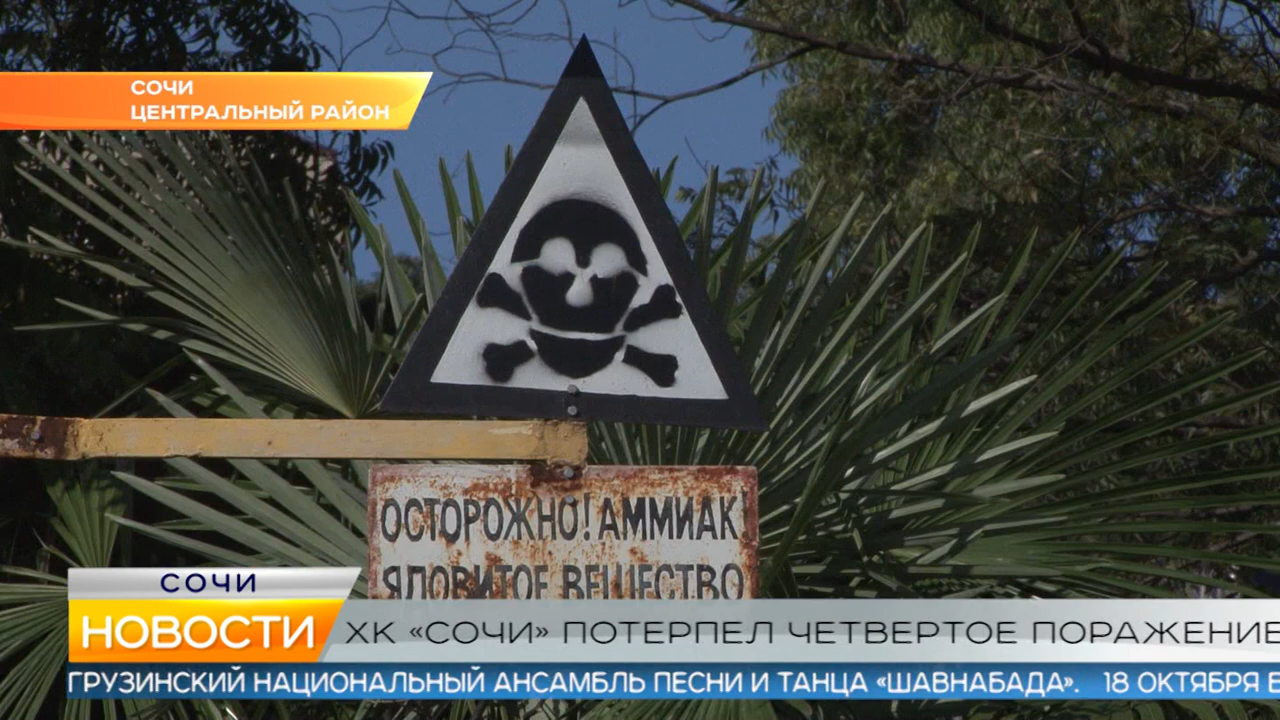 СОЧИ
ЦЕНТРАЛЬНЫЙ РАЙОН
ОСТОРОЖНО! АММИАК
ЯДОВИТОЕ ВЕЩЕСТВО
СОЧИ
НОВОСТИ
ХК «СОЧИ» ПОТЕРПЕЛ ЧЕТВЕРТОЕ ПОРАЖЕНИЕ
ГРУЗИНСКИЙ НАЦИОНАЛЬНЫЙ АНСАМБЛЬ ПЕСНИ И ТАНЦА «ШАВНАБАДА». 18 ОКТЯБРЯ В